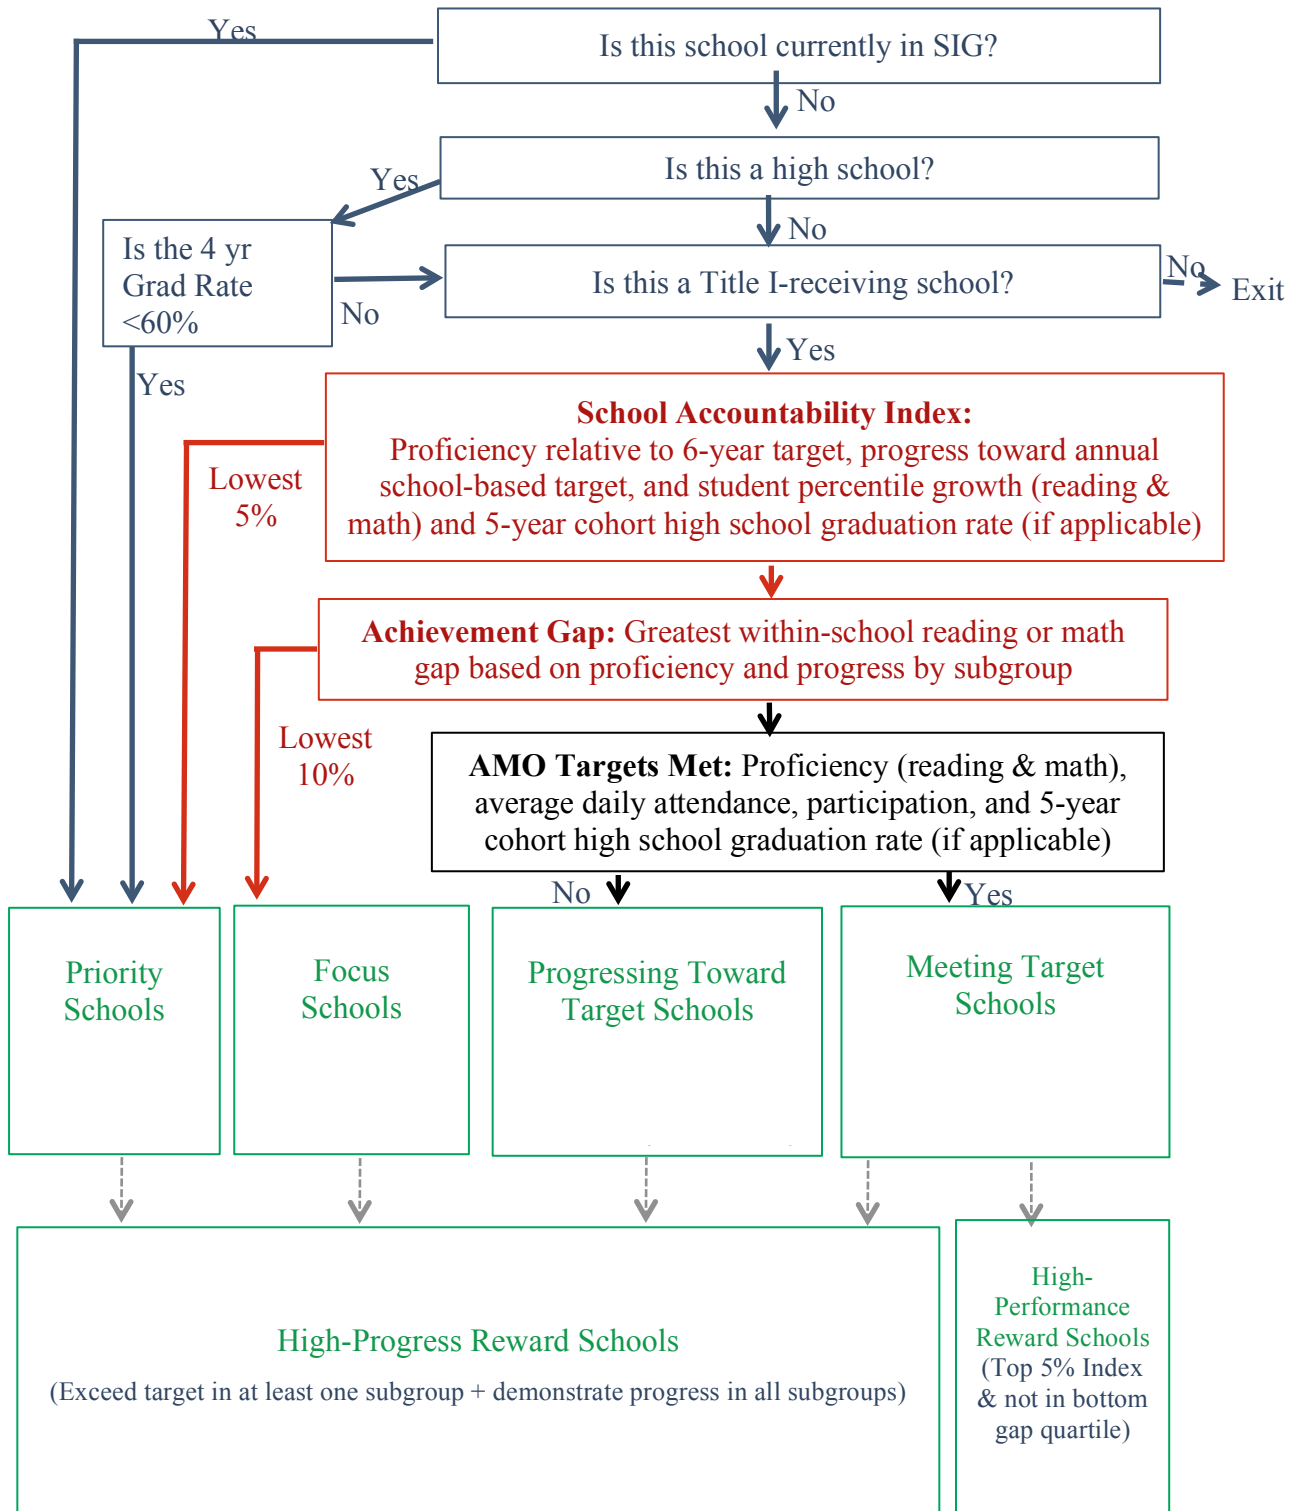 Yes
Is this school currently in SIG?
No
Is this a high school?
Yes
No
Is the 4 yr
Grad Rate
<60%
No
Is this a Title I-receiving school?
No
Exit
Yes
Yes
School Accountability Index:
Proficiency relative to 6-year target, progress toward annual
school-based target, and student percentile growth (reading &
math) and 5-year cohort high school graduation rate (if applicable)
Lowest
5%
Achievement Gap: Greatest within-school reading or math
gap based on proficiency and progress by subgroup
Lowest
10%
AMO Targets Met: Proficiency (reading & math),
average daily attendance, participation, and 5-year
cohort high school graduation rate (if applicable)
No
Yes
Priority
Schools
Focus
Schools
Progressing Toward
Target Schools
Meeting Target
Schools
High-Progress Reward Schools
(Exceed target in at least one subgroup + demonstrate progress in all subgroups)
High-
Performance
Reward Schools
(Top 5% Index
& not in bottom
gap quartile)